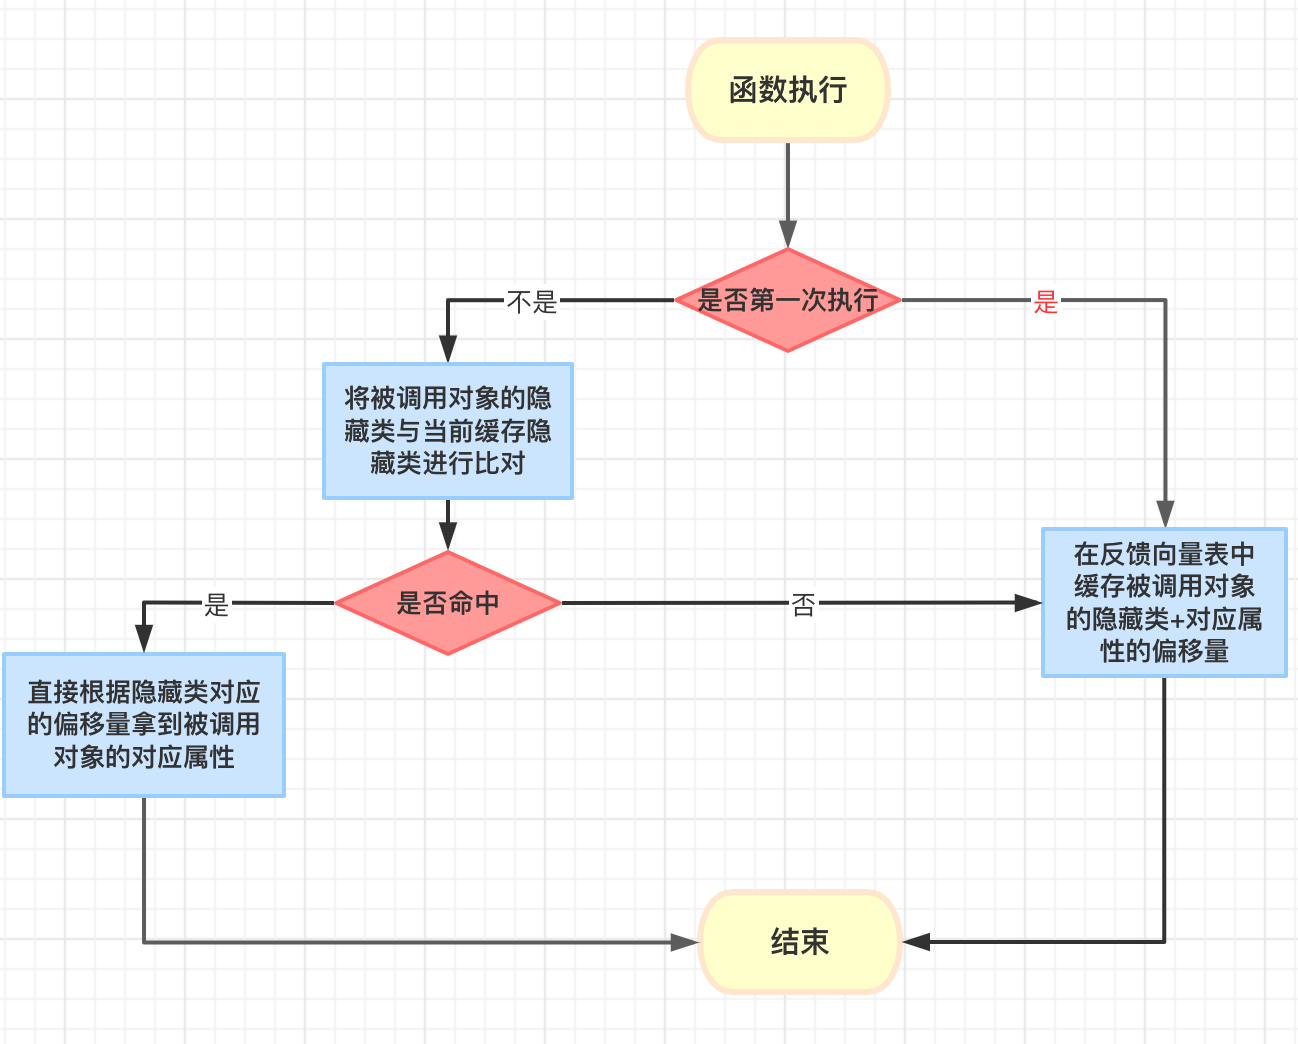 函数执行
是否第一次执行
不是
是
将被调用对象的隐
藏类与当前缓存隐
藏类进行比对
是否命中
是
否
在反馈向量表中
缓存被调用对象
的隐藏类+对应属
性的偏移量
直接根据隐藏类对应
的偏移量拿到被调用
对象的对应属性
结束